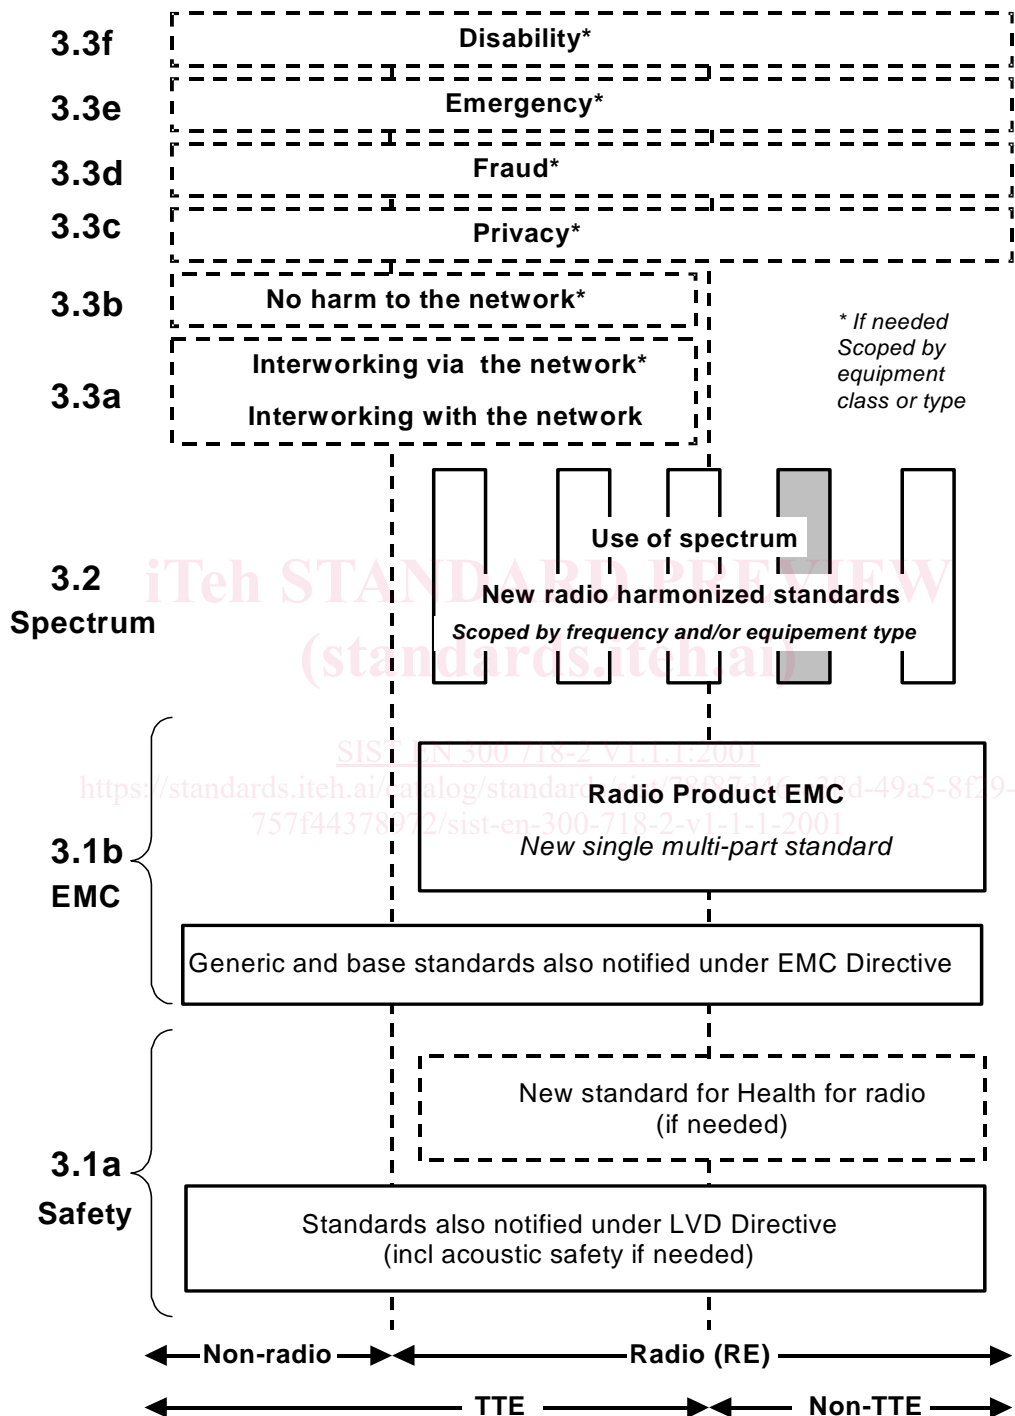 3.3f
Disability*
3.3e
Emergency*
3.3d
Fraud*
3.3c
Privacy*
3.3b
No harm to the network*
3.3a
Interworking via the network*
Interworking with the network
* If needed
Scoped by
equipment
class or type
3.2
Spectrum
Use of spectrum
New radio harmonized standards
Scoped by frequency and/or equipement type
iTeh STANDARD PREVIEW
(standards.iteh.ai)
SIST EN 300 718-2 V1.1.1:2001
https://standards.iteh.ai/catalog/standards/sist/
757f44378972/sist-en-300-718-2-v1-1-1-2001
3.1b
EMC
Radio Product EMC
New single multi-part standard
Generic and base standards also notified under EMC Directive
3.1a
Safety
New standard for Health for radio
(if needed)
Standards also notified under LVD Directive
(incl acoustic safety if needed)
Non-radio
Radio (RE)
TTE
Non-TTE